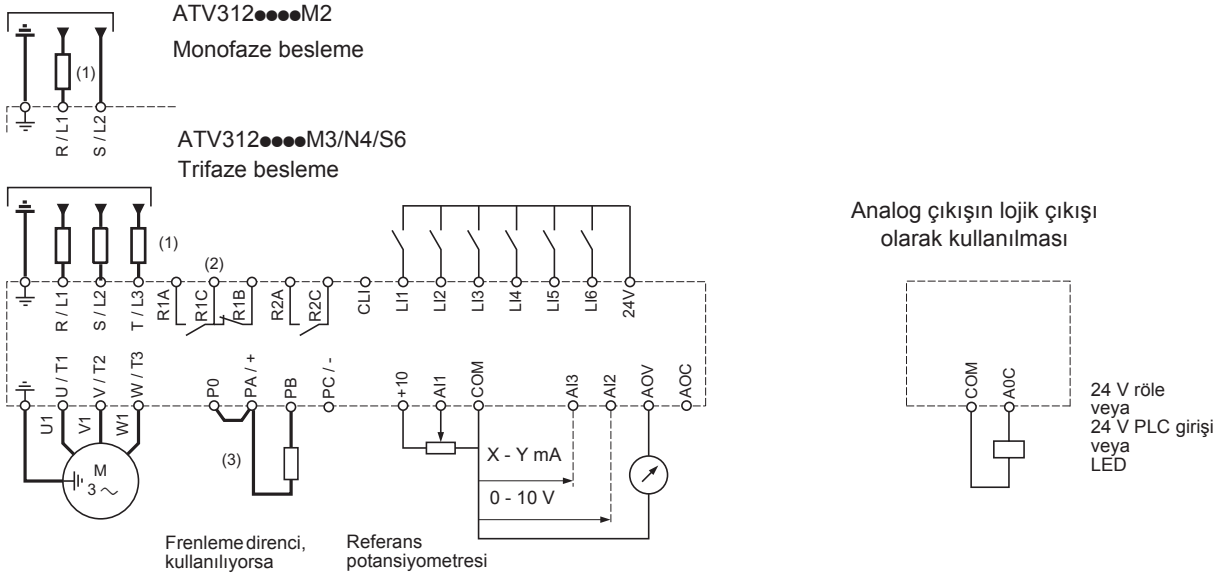 ATV312●●●●M2
Monofaze besleme
(1)
R / L1
S / L2
ATV312●●●●M3/N4/S6
Trifaze besleme
(1)
(2)
R / L1
S / L2
T / L3
R1A
R1C
R1B
R2A
R2C
CLI
LI1
LI2
LI3
LI4
LI5
LI6
24V
U / T1
V / T2
W / T3
P0
PA / +
PB
PC / -
+10
AI1
COM
AI3
AI2
AOV
AOC
U1
V1
W1
M
3 ~
(3)
X - Y mA
0 - 10 V
Frenleme direnci,
kullanılıyorsa
Referans
potansiyometresi
Analog çıkışın lojik çıkışı
olarak kullanılması
COM
A0C
24 V röle
veya
24 V PLC girişi
veya
LED